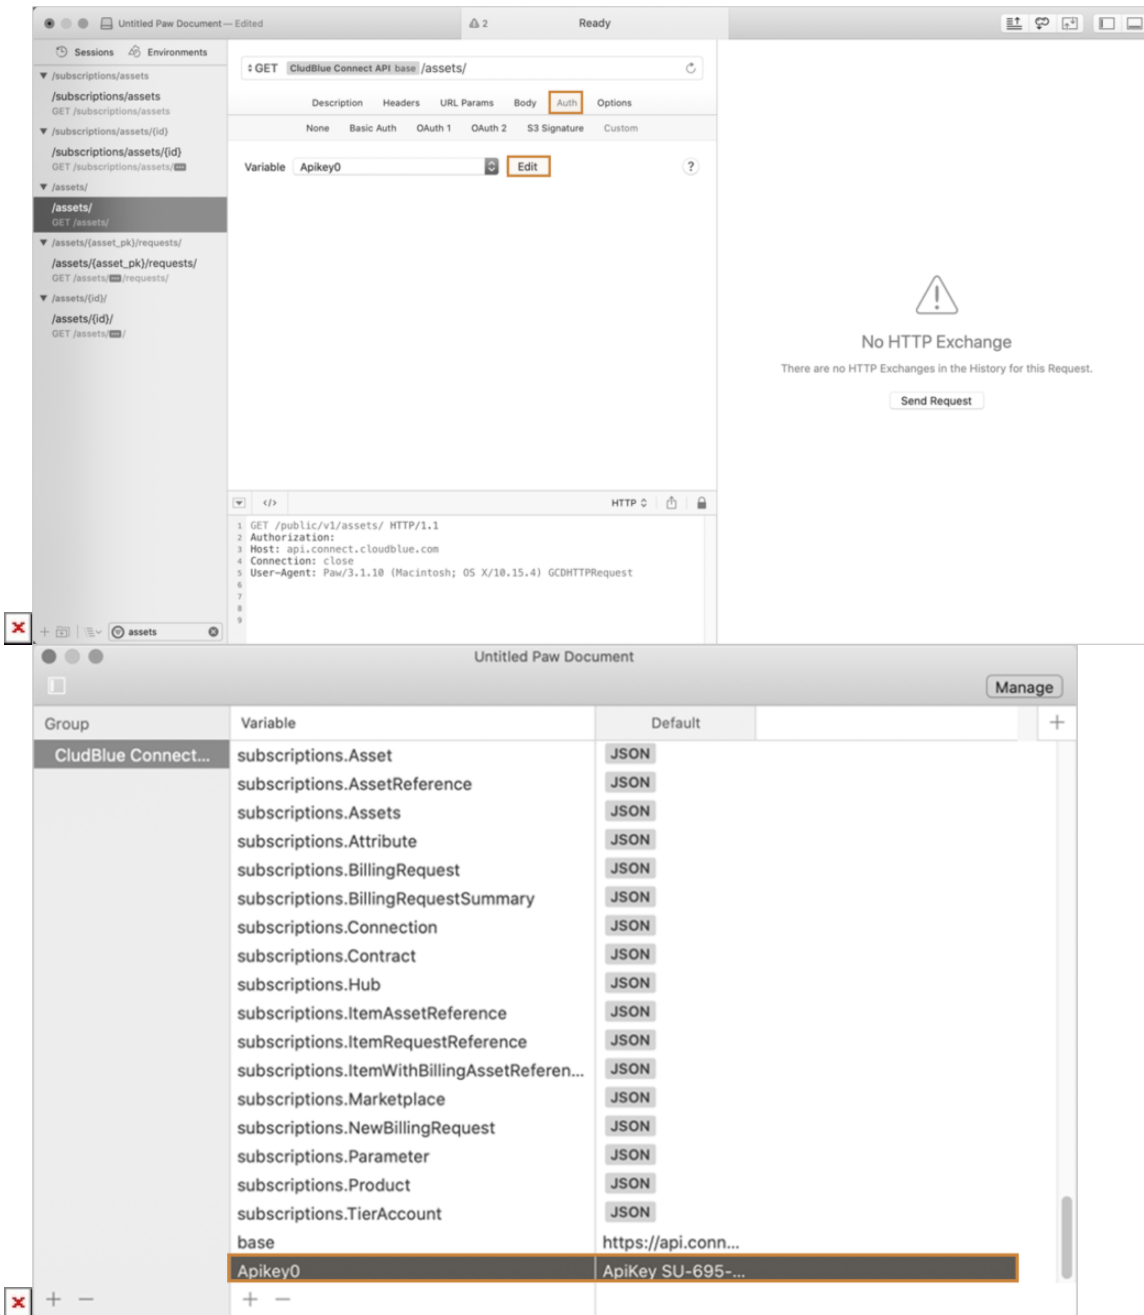 Untitled Paw Document — Edited
2
Ready
Sessions Environments
/subscriptions/assets
/subscriptions/assets
GET /subscriptions/assets
/subscriptions/assets/{id}
/subscriptions/assets/{id}
GET /subscriptions/assets/
/assets/
/assets/
GET /assets/
/assets/{asset_pk}/requests/
/assets/{asset_pk}/requests/
GET /assets/ /requests/
/assets/{id}/
/assets/{id}/
GET /assets/ /
assets
GET CludBlue Connect API base /assets/
Description Headers URL Params Body Auth Options
None Basic Auth OAuth 1 OAuth 2 S3 Signature Custom
Variable Apikey0 Edit ?
</> HTTP
1 GET /public/v1/assets/ HTTP/1.1
2 Authorization:
3 Host: api.connect.cloudblue.com
4 Connection: close
5 User-Agent: Paw/3.1.10 (Macintosh; OS X/10.15.4) GCDHTTPRequest
6
7
8
9
No HTTP Exchange
There are no HTTP Exchanges in the History for this Request.
Send Request
Untitled Paw Document
Manage
Group Variable Default
CludBlue Connect...
subscriptions.Asset JSON
subscriptions.AssetReference JSON
subscriptions.Assets JSON
subscriptions.Attribute JSON
subscriptions.BillingRequest JSON
subscriptions.BillingRequestSummary JSON
subscriptions.Connection JSON
subscriptions.Contract JSON
subscriptions.Hub JSON
subscriptions.ItemAssetReference JSON
subscriptions.ItemRequestReference JSON
subscriptions.ItemWithBillingAssetReferen... JSON
subscriptions.Marketplace JSON
subscriptions.NewBillingRequest JSON
subscriptions.Parameter JSON
subscriptions.Product JSON
subscriptions.TierAccount JSON
base https://api.conn...
Apikey0 ApiKey SU-695-...